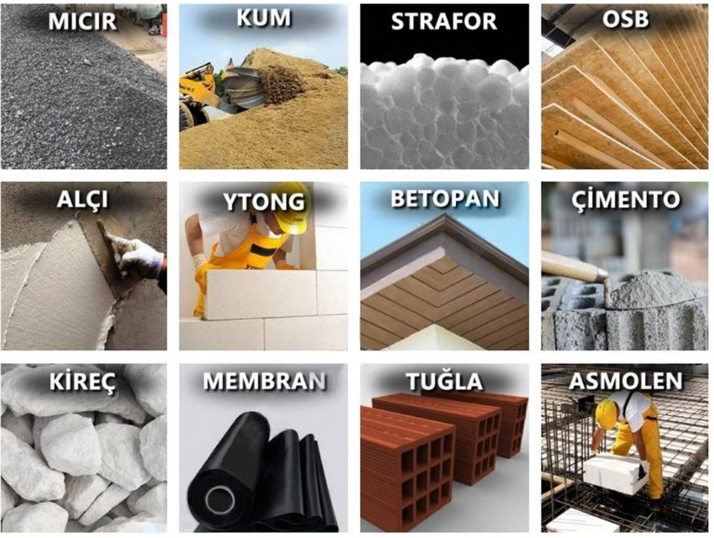 MICIR
KUM
STRAFOR
OSB
ALÇI
YTONG
BETOPAN
ÇİMENTO
KİREÇ
MEMBRAN
TUĞLA
ASMOLEN